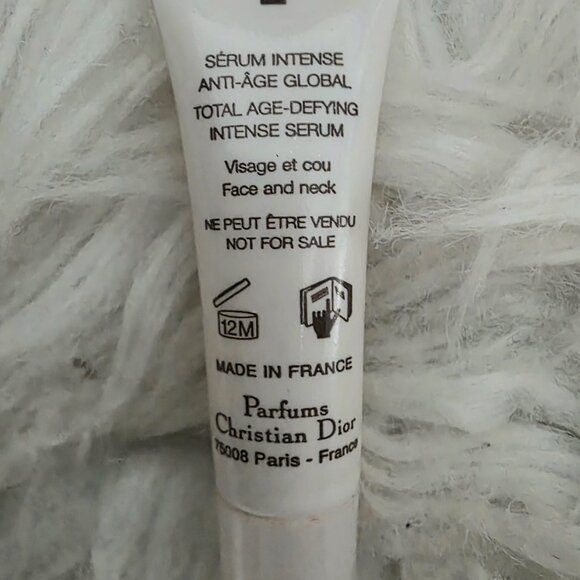 SÉRUM INTENSE
ANTI-ÂGE GLOBAL
TOTAL AGE-DEFYING
INTENSE SERUM
Visage et cou
Face and neck
NE PEUT ÊTRE VENDU
NOT FOR SALE
12M
MADE IN FRANCE
Parfums
Christian Dior
75008 Paris - France